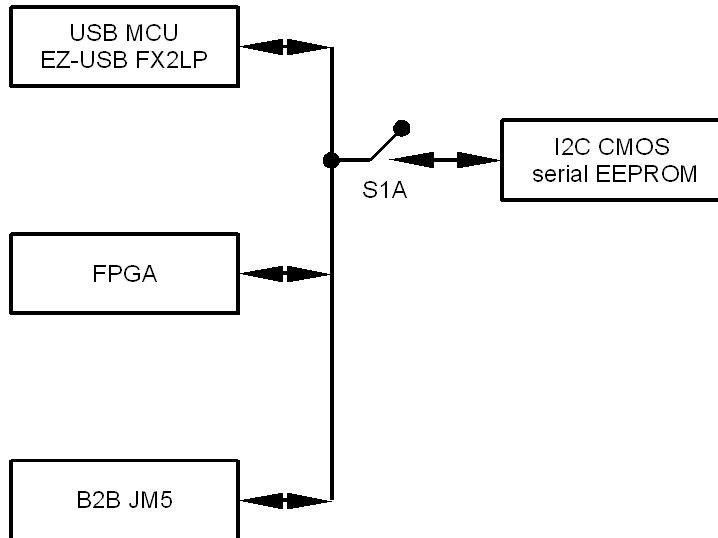 USB MCU
EZ-USB FX2LP
I2C CMOS
serial EEPROM
S1A
FPGA
B2B JM5